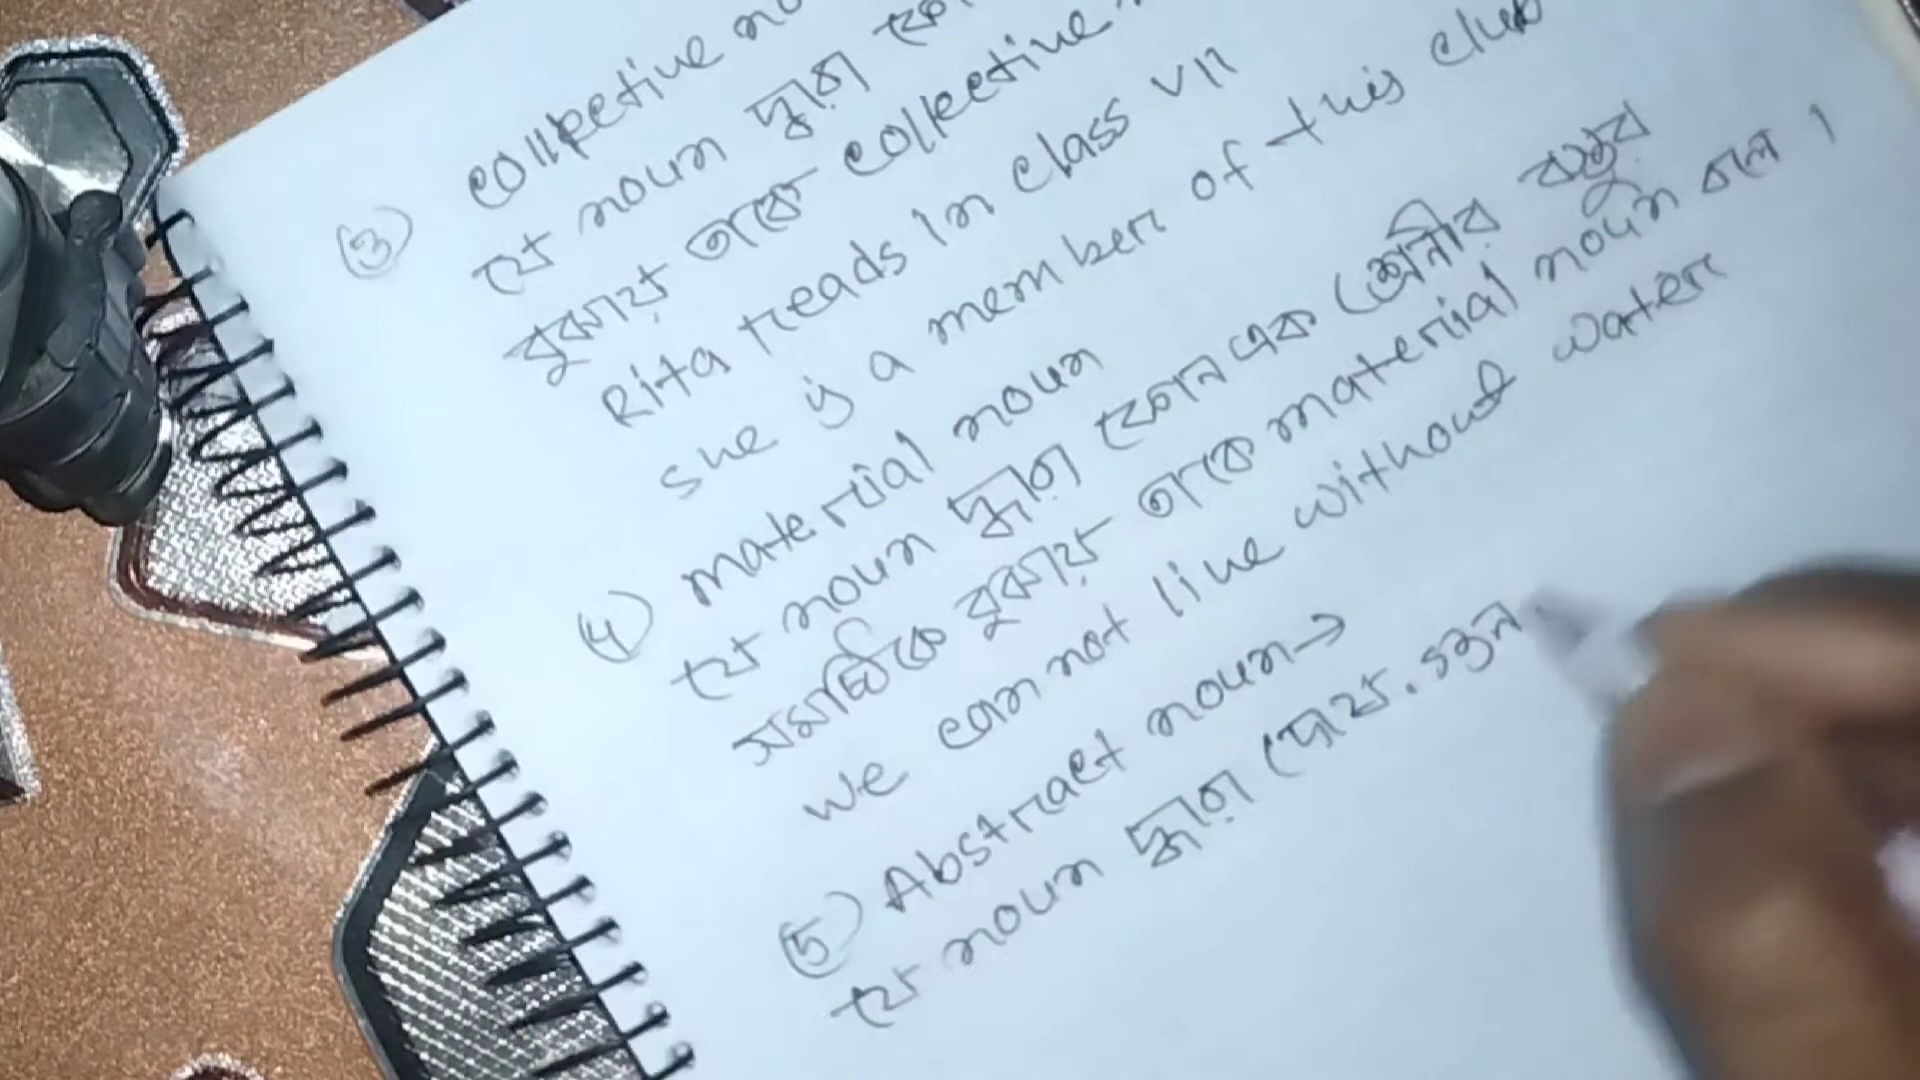 ③ collective no
যে noun দ্বারা কো
বুঝায় তাকে collective
Rita reads in class VII
she is a member of this club
④ material noun
যে noun দ্বারা কোন এক শ্রেনীর বস্তুর
সমষ্টিকে বুঝায় তাকে material noun বলে ।
we can not live without water
⑤ Abstract noun→
যে noun দ্বারা দোষ. গুন